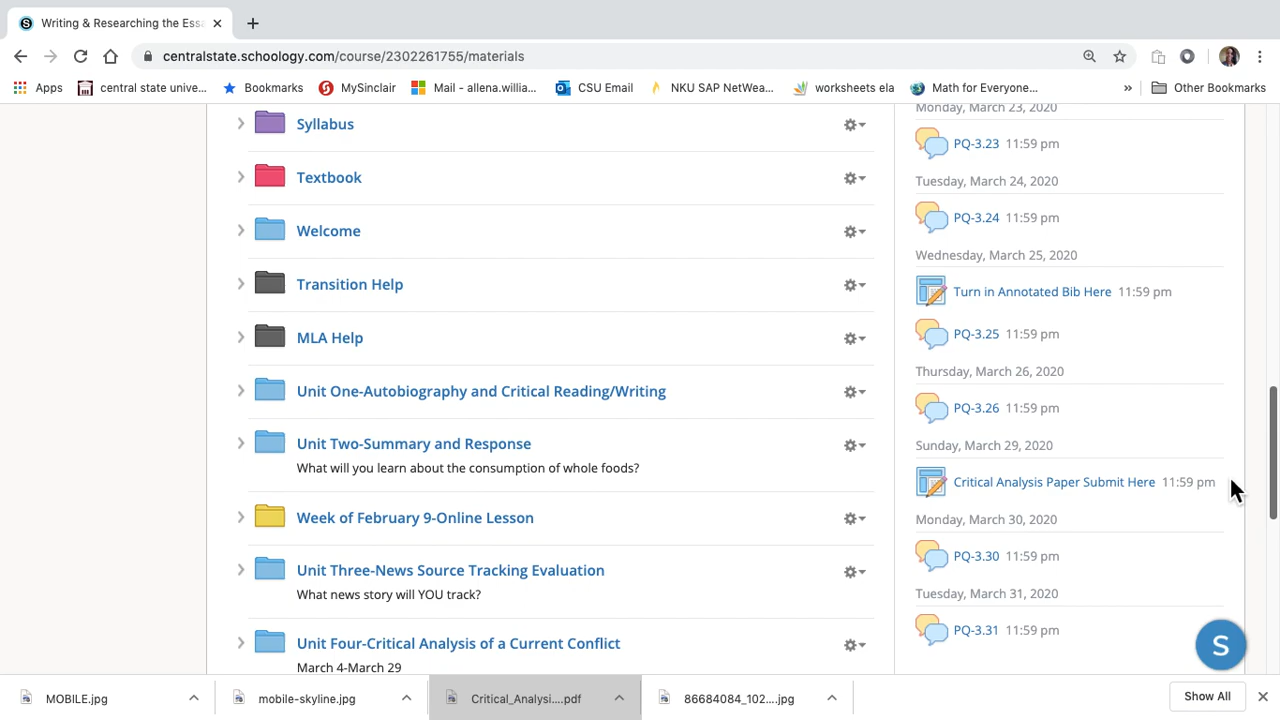 Writing & Researching the Ess
centralstate.schoology.com/course/2302261755/materials
Apps
central state unive...
Bookmarks
MySinclair
Mail - allena.willia...
CSU Email
NKU SAP NetWea...
worksheets ela
Math for Everyone...
»
Other Bookmarks
Syllabus
Textbook
Welcome
Transition Help
MLA Help
Unit One-Autobiography and Critical Reading/Writing
Unit Two-Summary and Response
What will you learn about the consumption of whole foods?
Week of February 9-Online Lesson
Unit Three-News Source Tracking Evaluation
What news story will YOU track?
Unit Four-Critical Analysis of a Current Conflict
March 4-March 29
Monday, March 23, 2020
PQ-3.23 11:59 pm
Tuesday, March 24, 2020
PQ-3.24 11:59 pm
Wednesday, March 25, 2020
Turn in Annotated Bib Here 11:59 pm
PQ-3.25 11:59 pm
Thursday, March 26, 2020
PQ-3.26 11:59 pm
Sunday, March 29, 2020
Critical Analysis Paper Submit Here 11:59 pm
Monday, March 30, 2020
PQ-3.30 11:59 pm
Tuesday, March 31, 2020
PQ-3.31 11:59 pm
S
MOBILE.jpg
mobile-skyline.jpg
Critical_Analysi....pdf
86684084_102....jpg
Show All